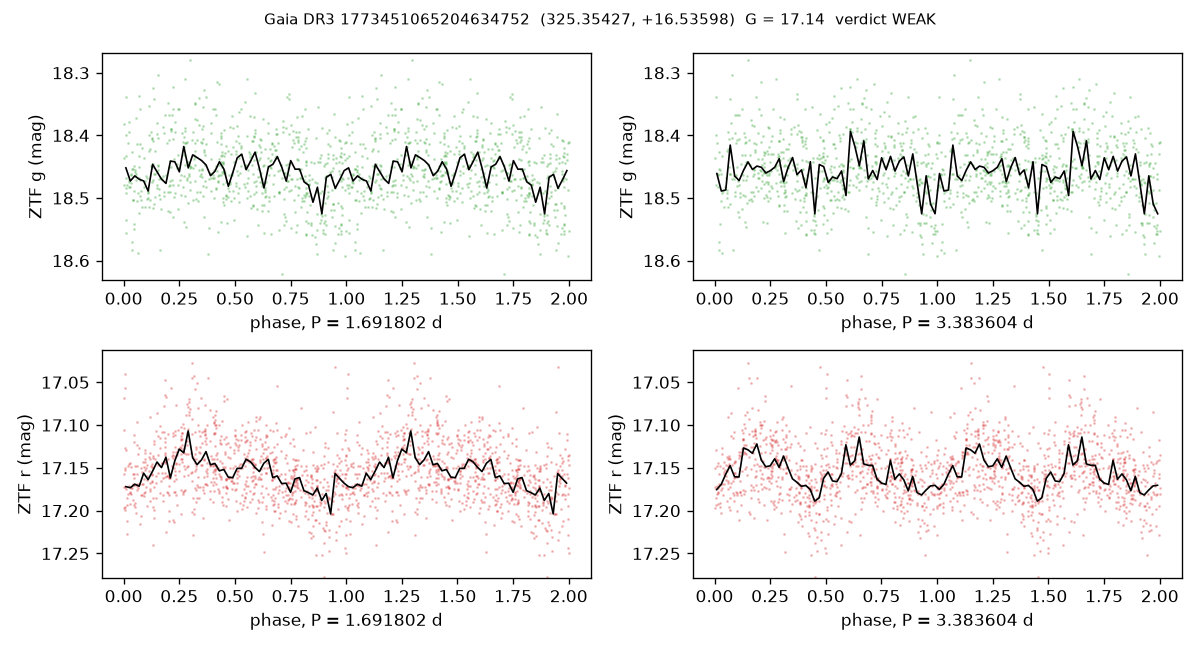 Gaia DR3 1773451065204634752 (325.35427, +16.53598) G = 17.14 verdict WEAK
ZTF g (mag)
18.3
18.4
18.5
18.6
0.00 0.25 0.50 0.75 1.00 1.25 1.50 1.75 2.00
phase, P = 1.691802 d
ZTF g (mag)
18.3
18.4
18.5
18.6
0.00 0.25 0.50 0.75 1.00 1.25 1.50 1.75 2.00
phase, P = 3.383604 d
ZTF r (mag)
17.05
17.10
17.15
17.20
17.25
0.00 0.25 0.50 0.75 1.00 1.25 1.50 1.75 2.00
phase, P = 1.691802 d
ZTF r (mag)
17.05
17.10
17.15
17.20
17.25
0.00 0.25 0.50 0.75 1.00 1.25 1.50 1.75 2.00
phase, P = 3.383604 d